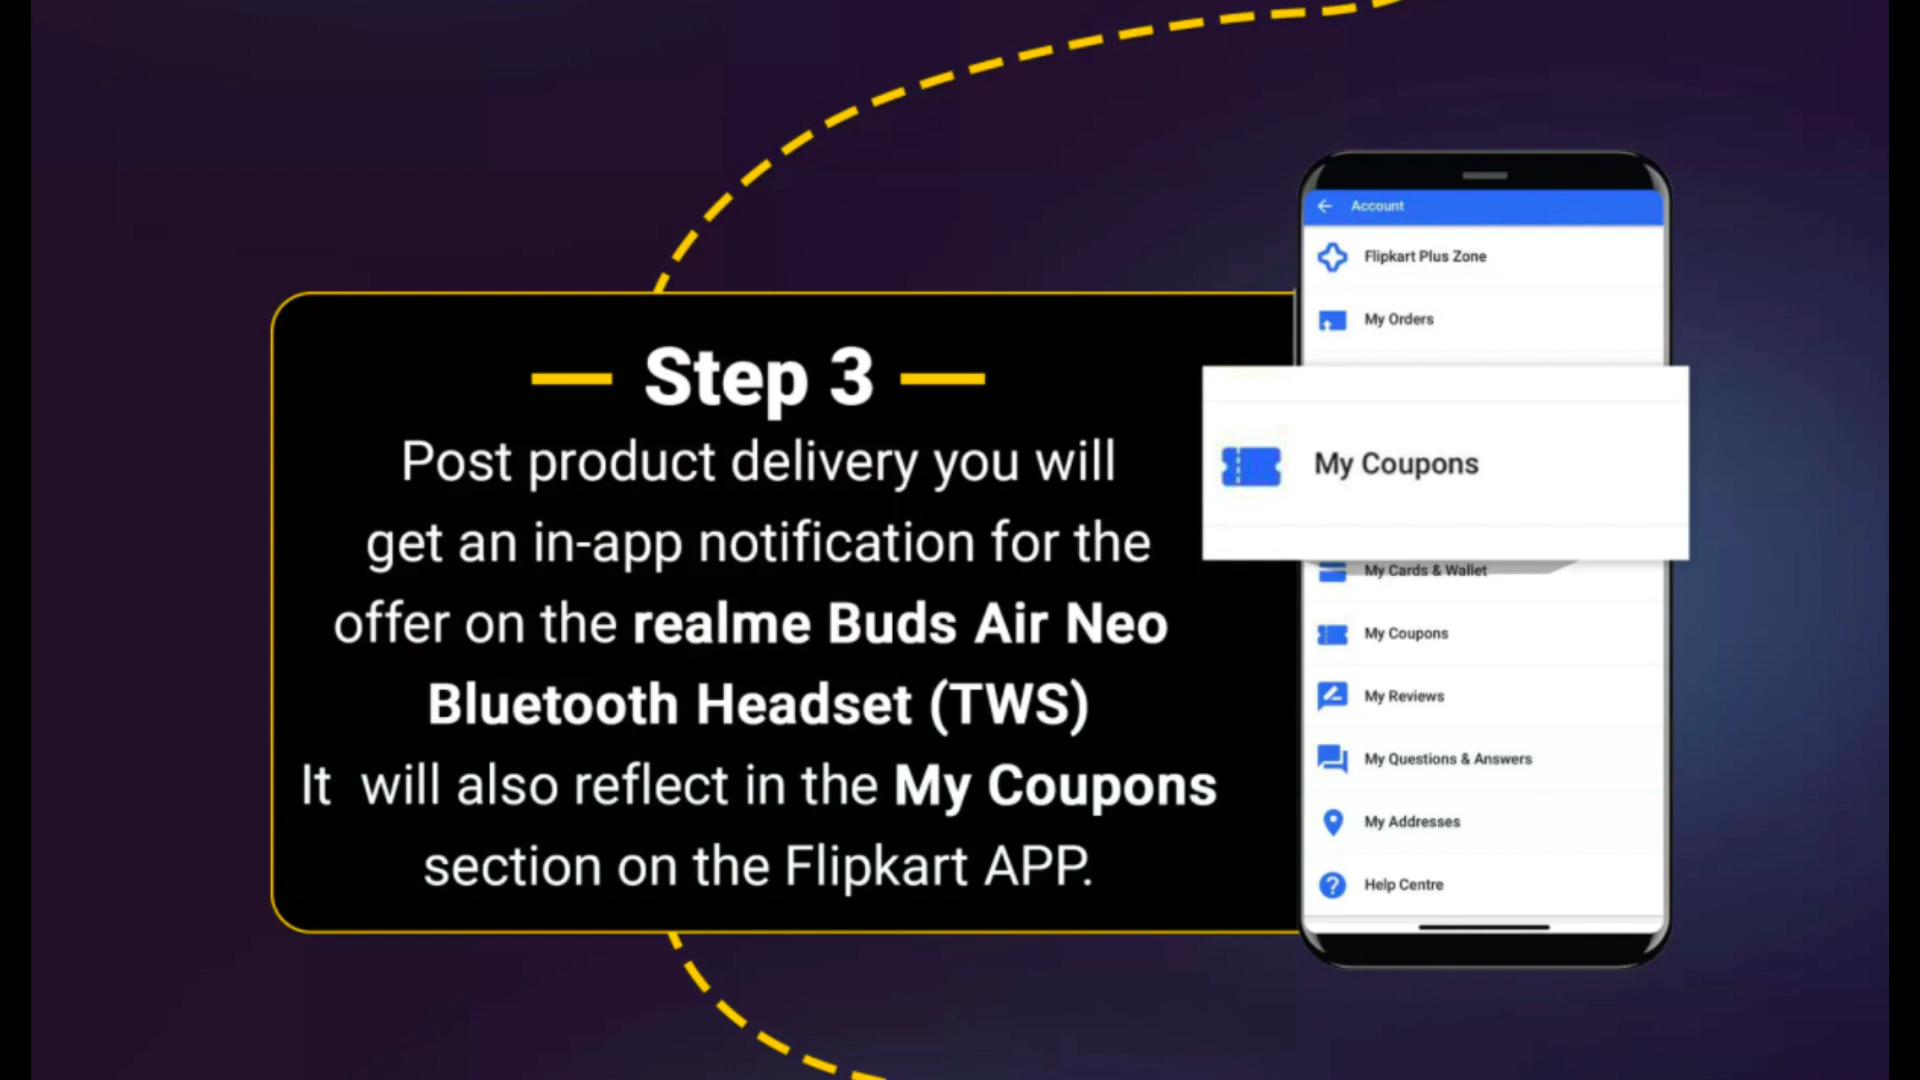 Step 3
Post product delivery you will
get an in-app notification for the
offer on the realme Buds Air Neo
Bluetooth Headset (TWS)
It will also reflect in the My Coupons
section on the Flipkart APP.
Account
Flipkart Plus Zone
My Orders
My Coupons
My Cards & Wallet
My Coupons
My Reviews
My Questions & Answers
My Addresses
Help Centre